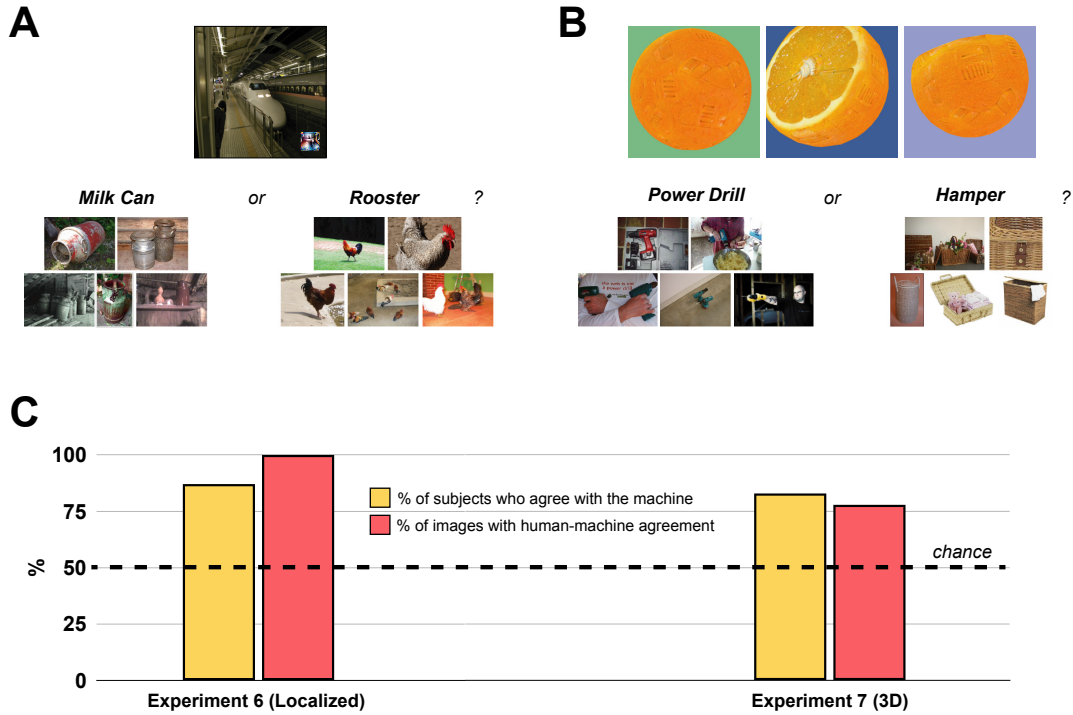 A
B
Milk Can or Rooster ?
Power Drill or Hamper ?
C
100
75
50
25
0
%
% of subjects who agree with the machine
% of images with human-machine agreement
chance
Experiment 6 (Localized)
Experiment 7 (3D)